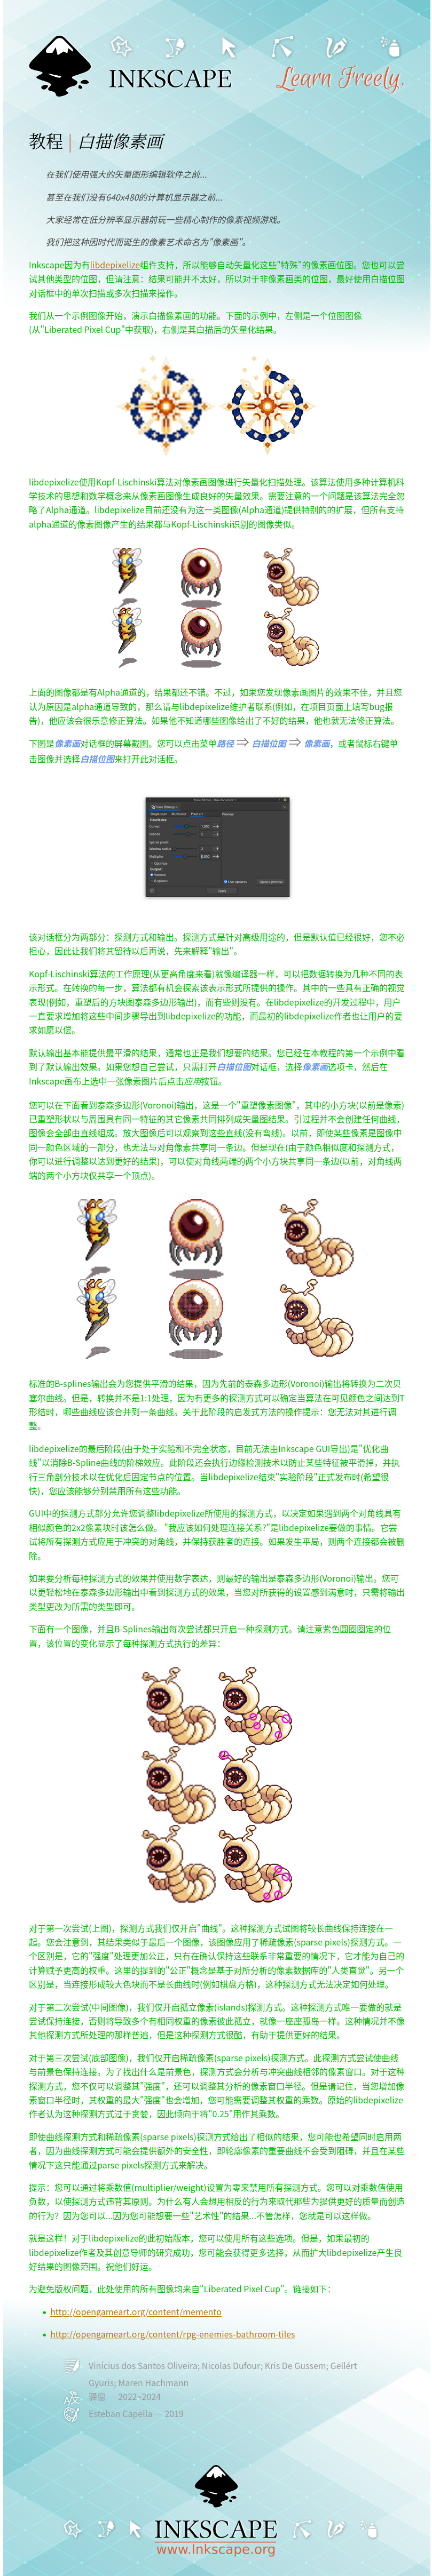 INKSCAPE
Learn Freely.
教程 | 白描像素画
在我们使用强大的矢量图形编辑软件之前...
甚至在我们没有640x480的计算机显示器之前...
大家经常在低分辨率显示器前玩一些精心制作的像素视频游戏。
我们把这种因时代而诞生的像素艺术命名为"像素画"。
Inkscape因为有libdepixelize组件支持，所以能够自动矢量化这些"特殊"的像素画位图。您也可以尝
试其他类型的位图，但请注意：结果可能并不太好，所以对于非像素画类的位图，最好使用白描位图
对话框中的单次扫描或多次扫描来操作。
我们从一个示例图像开始，演示白描像素画的功能。下面的示例中，左侧是一个位图图像
(从"Liberated Pixel Cup"中获取)，右侧是其白描后的矢量化结果。
libdepixelize使用Kopf-Lischinski算法对像素画图像进行矢量化扫描处理。该算法使用多种计算机科
学技术的思想和数学概念来从像素画图像生成良好的矢量效果。需要注意的一个问题是该算法完全忽
略了Alpha通道。libdepixelize目前还没有为这一类图像(Alpha通道)提供特别的的扩展，但所有支持
alpha通道的像素图像产生的结果都与Kopf-Lischinski识别的图像类似。
上面的图像都是有Alpha通道的，结果都还不错。不过，如果您发现像素画图片的效果不佳，并且您
认为原因是alpha通道导致的，那么请与libdepixelize维护者联系(例如，在项目页面上填写bug报
告)，他应该会很乐意修正算法。如果他不知道哪些图像给出了不好的结果，他也就无法修正算法。
下图是像素画对话框的屏幕截图。您可以点击菜单路径 ⇒ 白描位图 ⇒ 像素画，或者鼠标右键单
击图像并选择白描位图来打开此对话框。
该对话框分为两部分：探测方式和输出。探测方式是针对高级用途的，但是默认值已经很好，您不必
担心，因此让我们将其留待以后再说，先来解释"输出"。
Kopf-Lischinski算法的工作原理(从更高角度来看)就像编译器一样，可以把数据转换为几种不同的表
示形式。在转换的每一步，算法都有机会探索该表示形式所提供的操作。其中的一些具有正确的视觉
表现(例如，重塑后的方块图泰森多边形输出)，而有些则没有。在libdepixelize的开发过程中，用户
一直要求增加将这些中间步骤导出到libdepixelize的功能，而最初的libdepixelize作者也让用户的要
求如愿以偿。
默认输出基本能提供最平滑的结果，通常也正是我们想要的结果。您已经在本教程的第一个示例中看
到了默认输出效果。如果您想自己尝试，只需打开白描位图对话框，选择像素画选项卡，然后在
Inkscape画布上选中一张像素图片后点击应用按钮。
您可以在下面看到泰森多边形(Voronoi)输出，这是一个"重塑像素图像"，其中的小方块(以前是像素)
已重塑形状以与周围具有同一特征的其它像素共同排列成矢量图结果。引过程并不会创建任何曲线，
图像会全部由直线组成。放大图像后可以观察到这些直线(没有弯线)。以前，即使某些像素是图像中
同一颜色区域的一部分，也无法与对角像素共享同一条边。但是现在(由于颜色相似度和探测方式，
你可以进行调整以达到更好的结果)，可以使对角线两端的两个小方块共享同一条边(以前，对角线两
端的两个小方块仅共享一个顶点)。
标准的B-splines输出会为您提供平滑的结果，因为先前的泰森多边形(Voronoi)输出将转换为二次贝
塞尔曲线。但是，转换并不是1:1处理，因为有更多的探测方式可以确定当算法在可见颜色之间达到T
形结时，哪些曲线应该合并到一条曲线。关于此阶段的启发式方法的操作提示：您无法对其进行调
整。
libdepixelize的最后阶段(由于处于实验和不完全状态，目前无法由Inkscape GUI导出)是"优化曲
线"以消除B-Spline曲线的阶梯效应。此阶段还会执行边缘检测技术以防止某些特征被平滑掉，并执
行三角剖分技术以在优化后固定节点的位置。当libdepixelize结束"实验阶段"正式发布时(希望很
快)，您应该能够分别禁用所有这些功能。
GUI中的探测方式部分允许您调整libdepixelize所使用的探测方式，以决定如果遇到两个对角线具有
相似颜色的2x2像素块时该怎么做。 "我应该如何处理连接关系?"是libdepixelize要做的事情。它尝
试将所有探测方式应用于冲突的对角线，并保持获胜者的连接。如果发生平局，则两个连接都会被删
除。
如果要分析每种探测方式的效果并使用数字表达，则最好的输出是泰森多边形(Voronoi)输出。您可
以更轻松地在泰森多边形输出中看到探测方式的效果，当您对所获得的设置感到满意时，只需将输出
类型更改为所需的类型即可。
下面有一个图像，并且B-Splines输出每次尝试都只开启一种探测方式。请注意紫色圆圈圈定的位
置，该位置的变化显示了每种探测方式执行的差异：
对于第一次尝试(上图)，探测方式我们仅开启"曲线"。这种探测方式试图将较长曲线保持连接在一
起。您会注意到，其结果类似于最后一个图像，该图像应用了稀疏像素(sparse pixels)探测方式。一
个区别是，它的"强度"处理更加公正，只有在确认保持这些联系非常重要的情况下，它才能为自己的
计算赋予更高的权重。这里的提到的"公正"概念是基于对所分析的像素数据库的"人类直觉"。另一个
区别是，当连接形成较大色块而不是长曲线时(例如棋盘方格)，这种探测方式无法决定如何处理。
对于第二次尝试(中间图像)，我们仅开启孤立像素(islands)探测方式。这种探测方式唯一要做的就是
尝试保持连接，否则将导致多个有相同权重的像素彼此孤立，就像一座座孤岛一样。这种情况并不像
其他探测方式所处理的那样普遍，但是这种探测方式很酷，有助于提供更好的结果。
对于第三次尝试(底部图像)，我们仅开启稀疏像素(sparse pixels)探测方式。此探测方式尝试使曲线
与前景色保持连接。为了找出什么是前景色，探测方式会分析与冲突曲线相邻的像素窗口。对于这种
探测方式，您不仅可以调整其"强度"，还可以调整其分析的像素窗口半径。但是请记住，当您增加像
素窗口半径时，其权重的最大"强度"也会增加，您可能需要调整其权重的乘数。原始的libdepixelize
作者认为这种探测方式过于贪婪，因此倾向于将"0.25"用作其乘数。
即使曲线探测方式和稀疏像素(sparse pixels)探测方式给出了相似的结果，您可能也希望同时启用两
者，因为曲线探测方式可能会提供额外的安全性，即轮廓像素的重要曲线不会受到阻碍，并且在某些
情况下这只能通过parse pixels探测方式来解决。
提示：您可以通过将乘数值(multiplier/weight)设置为零来禁用所有探测方式。您可以对乘数值使用
负数，以使探测方式违背其原则。为什么有人会想用相反的行为来取代那些为提供更好的质量而创造
的行为？因为您可以...因为您可能想要一些"艺术性"的结果...不管怎样，您就是可以这样做。
就是这样！对于libdepixelize的此初始版本，您可以使用所有这些选项。但是，如果最初的
libdepixelize作者及其创意导师的研究成功，您可能会获得更多选择，从而扩大libdepixelize产生良
好结果的图像范围。祝他们好运。
为避免版权问题，此处使用的所有图像均来自"Liberated Pixel Cup"。链接如下：
• http://opengameart.org/content/memento
• http://opengameart.org/content/rpg-enemies-bathroom-tiles
Vinícius dos Santos Oliveira; Nicolas Dufour; Kris De Gussem; Gellért
Gyuris; Maren Hachmann
驿窗 — 2022~2024
Esteban Capella — 2019
INKSCAPE
www.Inkscape.org